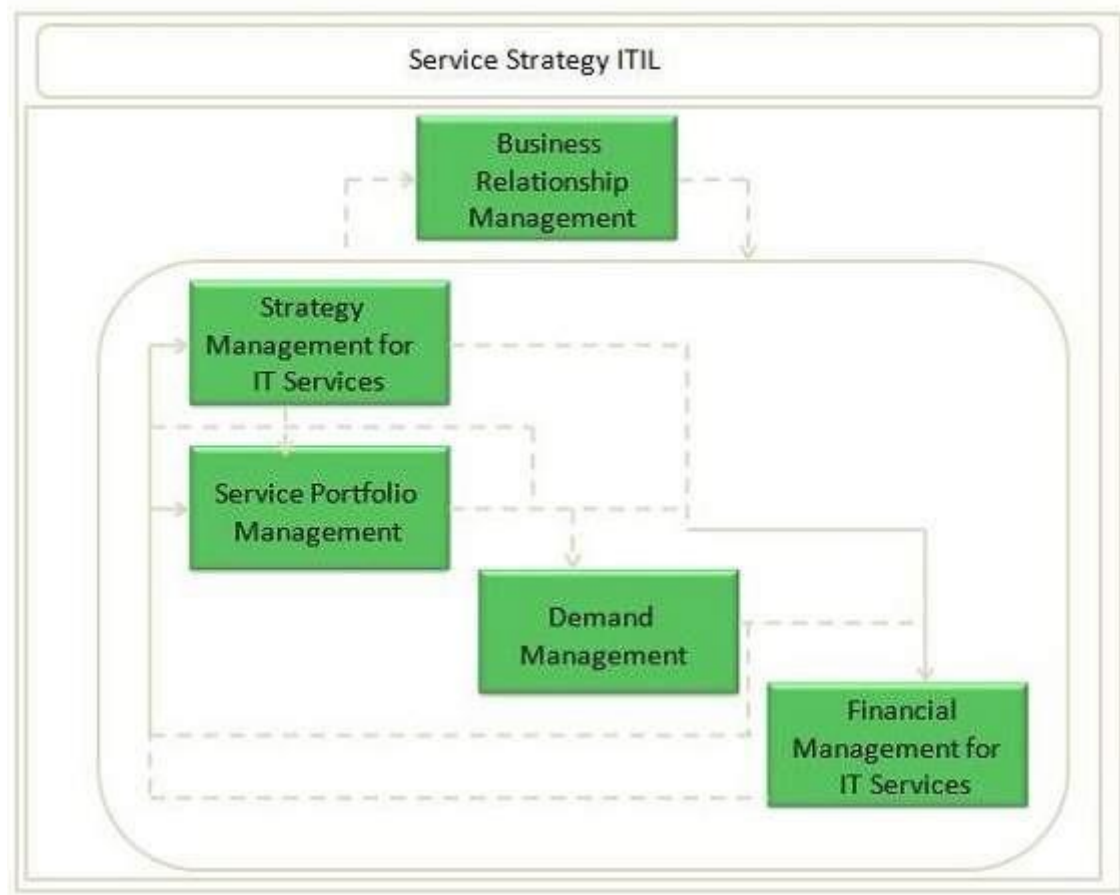 Service Strategy ITIL
Business
Relationship
Management
Strategy
Management for
IT Services
Service Portfolio
Management
Demand
Management
Financial
Management for
IT Services